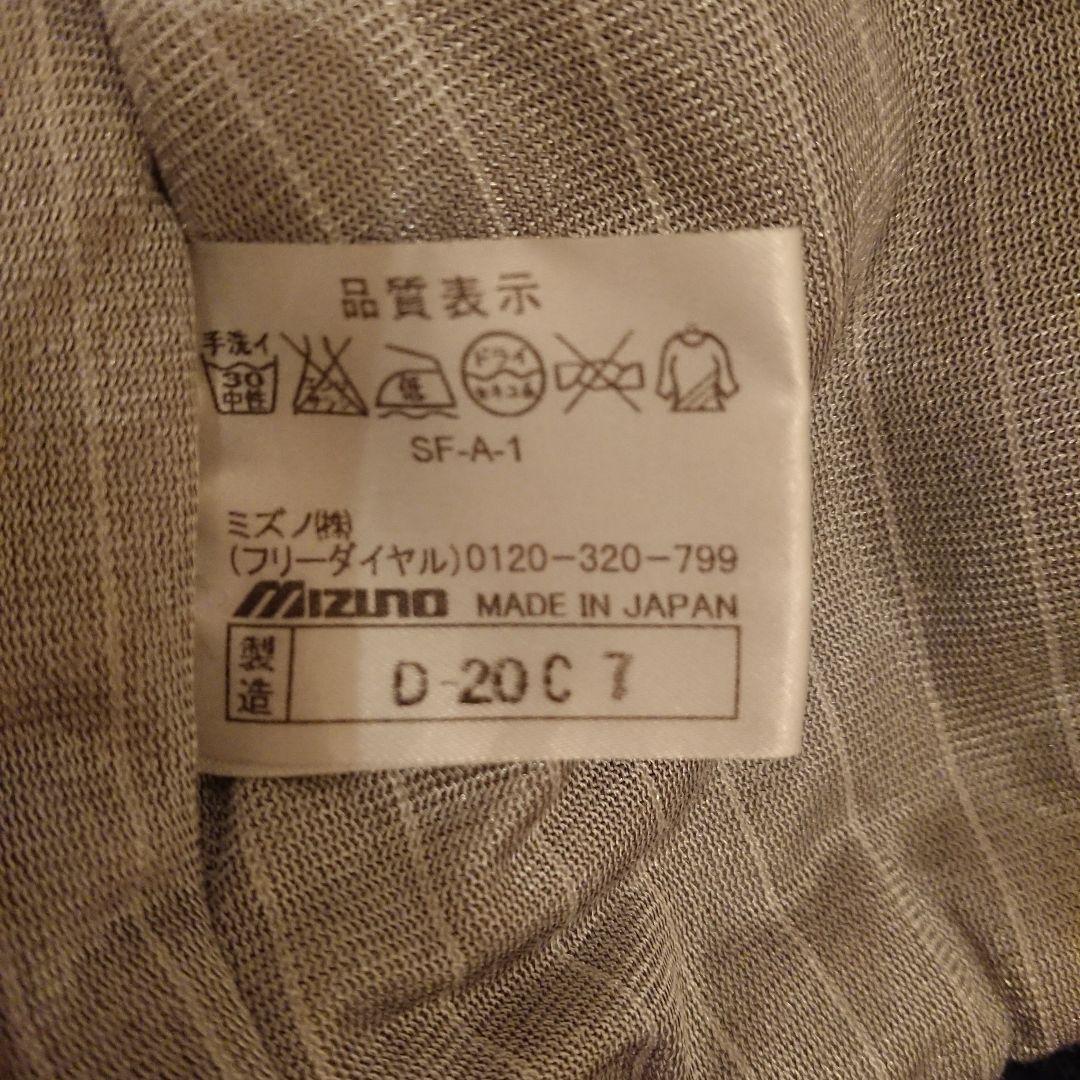 品質表示
手洗イ
30
中性
低
ドライ
セキユ系
SF-A-1
ミズノ㈱
(フリーダイヤル)0120-320-799
MIZUNO MADE IN JAPAN
製造 D-20C 7